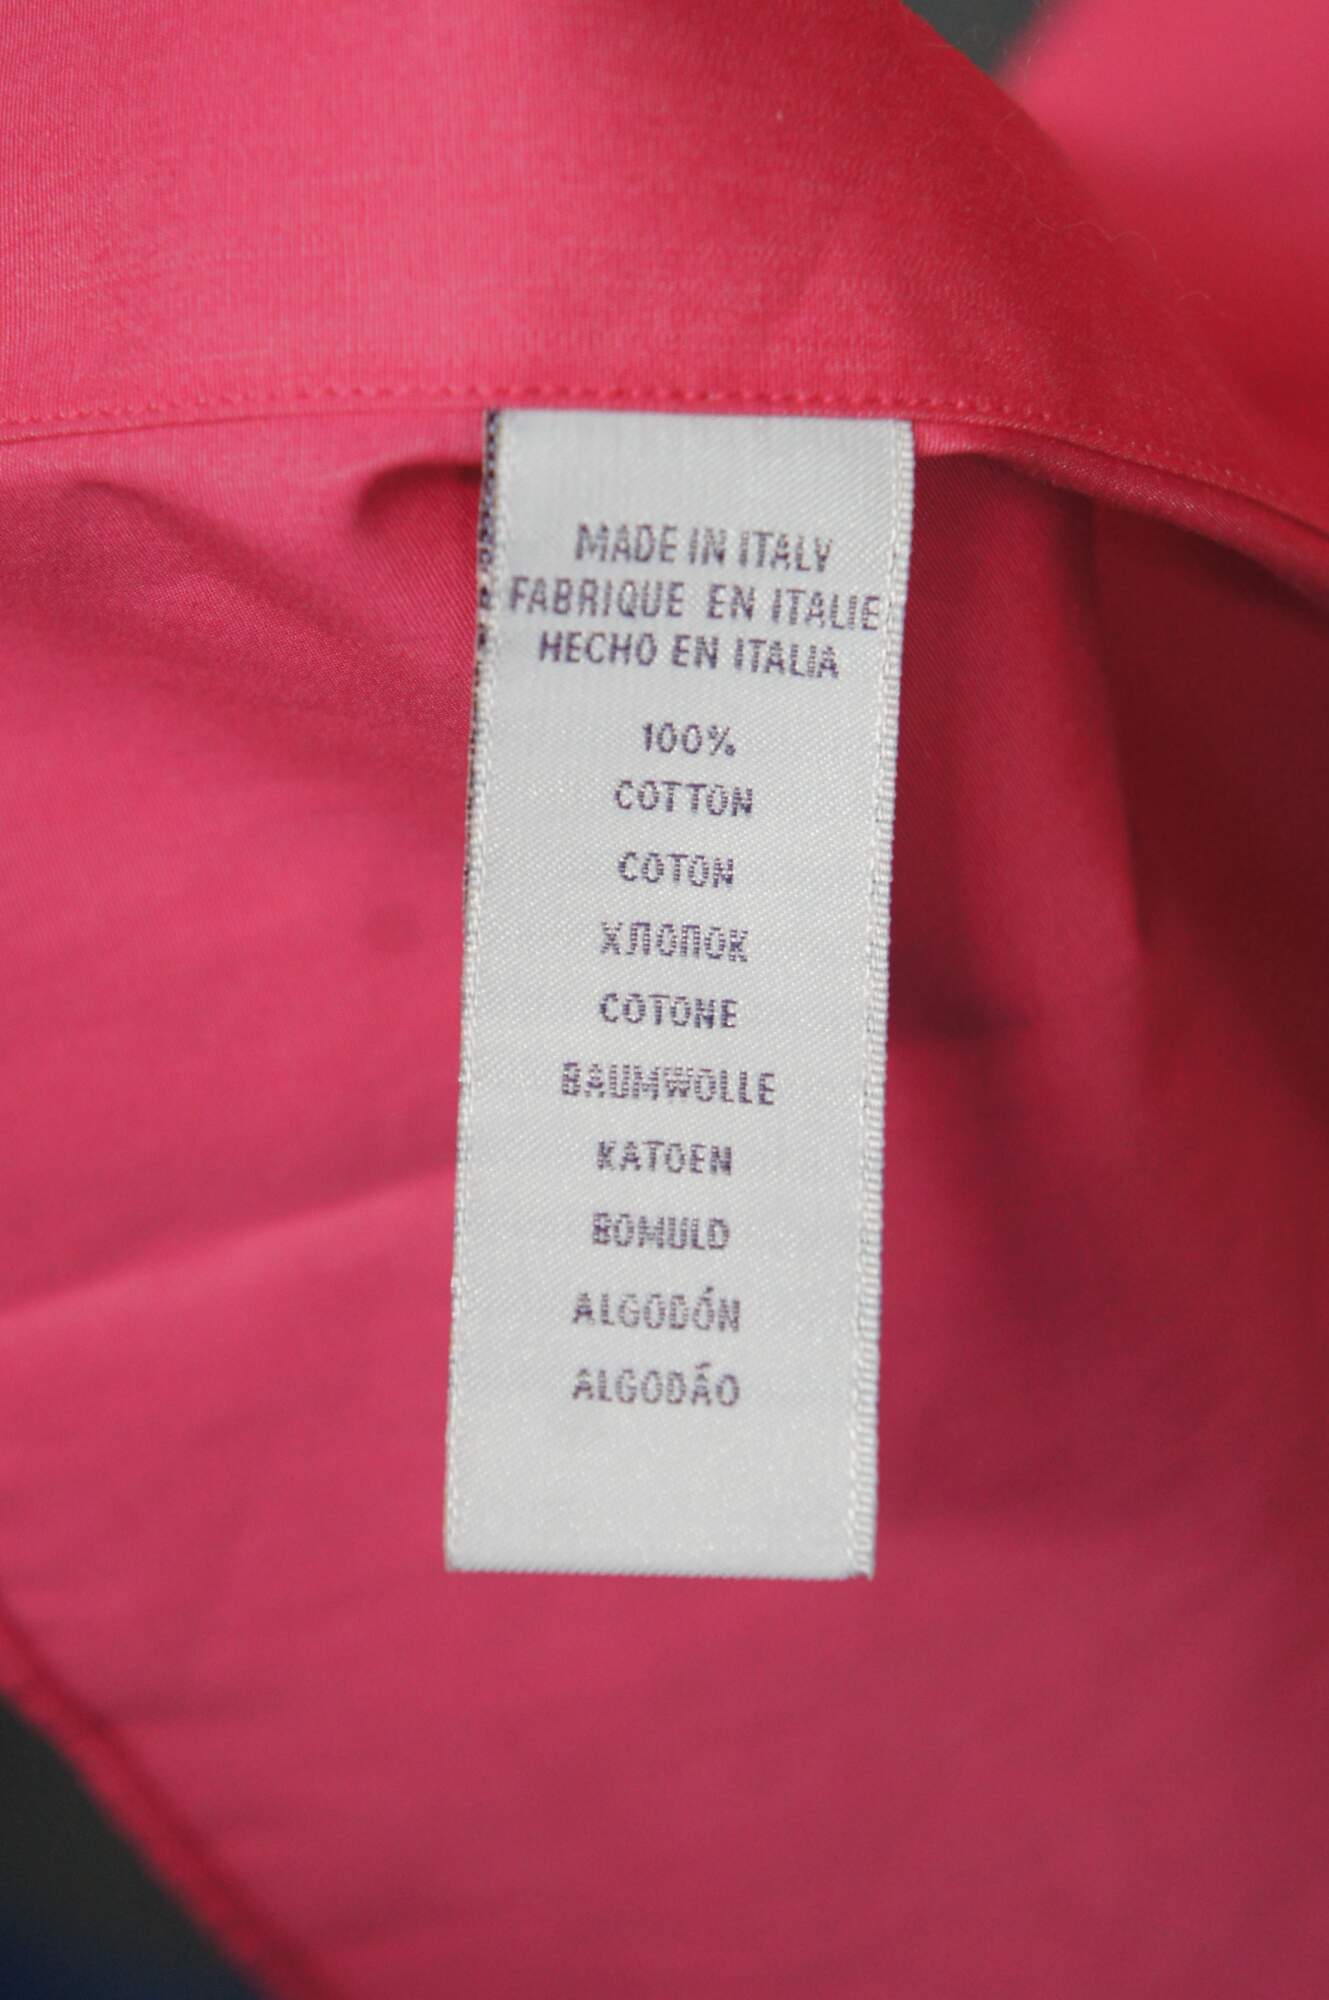 MADE IN ITALY
FABRIQUE EN ITALIE
HECHO EN ITALIA
100%
COTTON
COTON
ХЛОПОК
COTONE
BAUMWOLLE
KATOEN
BOMULD
ALGODÓN
ALGODÃO